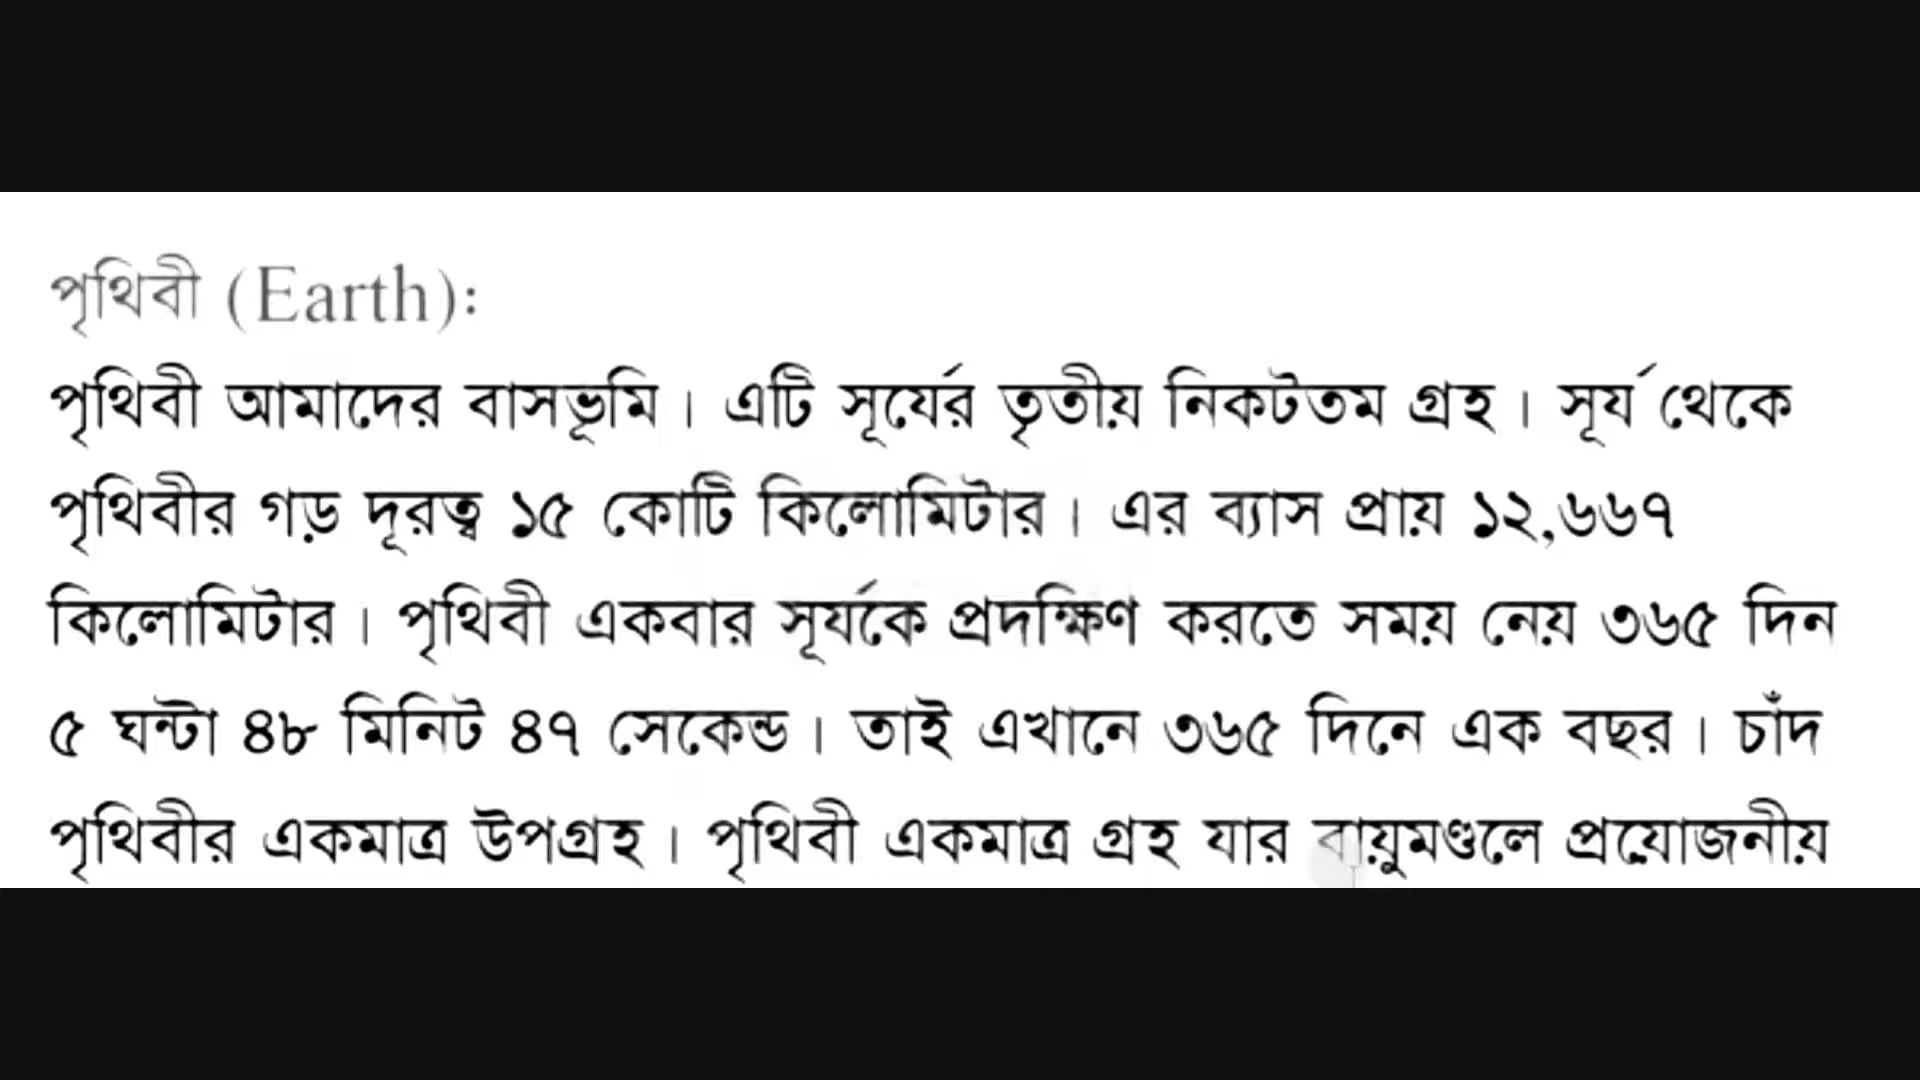 পৃথিবী (Earth):
পৃথিবী আমাদের বাসভূমি। এটি সূর্যের তৃতীয় নিকটতম গ্রহ। সূর্য থেকে
পৃথিবীর গড় দূরত্ব ১৫ কোটি কিলোমিটার। এর ব্যাস প্রায় ১২,৬৬৭
কিলোমিটার। পৃথিবী একবার সূর্যকে প্রদক্ষিণ করতে সময় নেয় ৩৬৫ দিন
৫ ঘন্টা ৪৮ মিনিট ৪৭ সেকেন্ড। তাই এখানে ৩৬৫ দিনে এক বছর। চাঁদ
পৃথিবীর একমাত্র উপগ্রহ। পৃথিবী একমাত্র গ্রহ যার বায়ুমণ্ডলে প্রয়োজনীয়